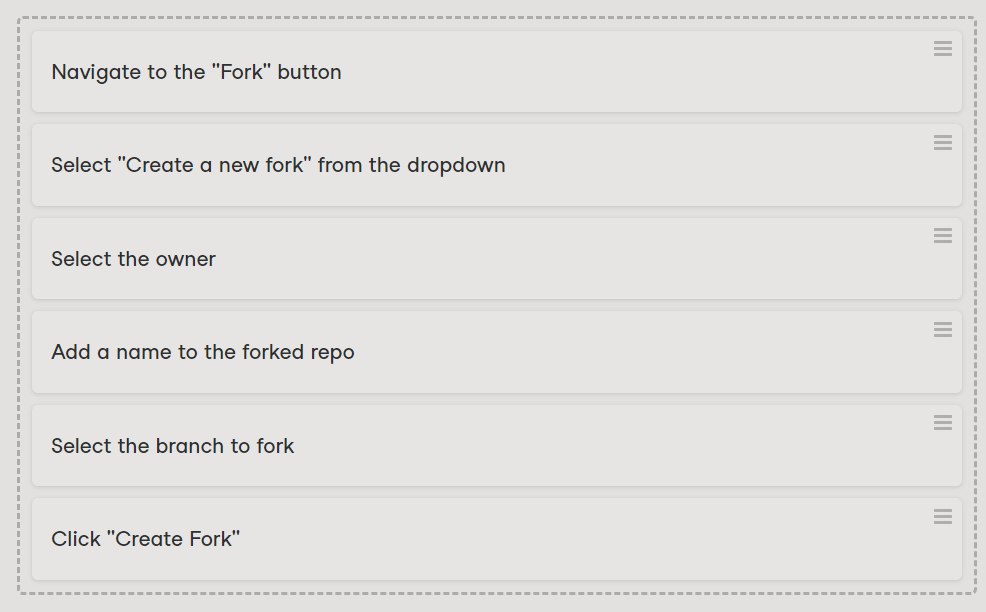 Navigate to the "Fork" button
Select "Create a new fork" from the dropdown
Select the owner
Add a name to the forked repo
Select the branch to fork
Click "Create Fork"